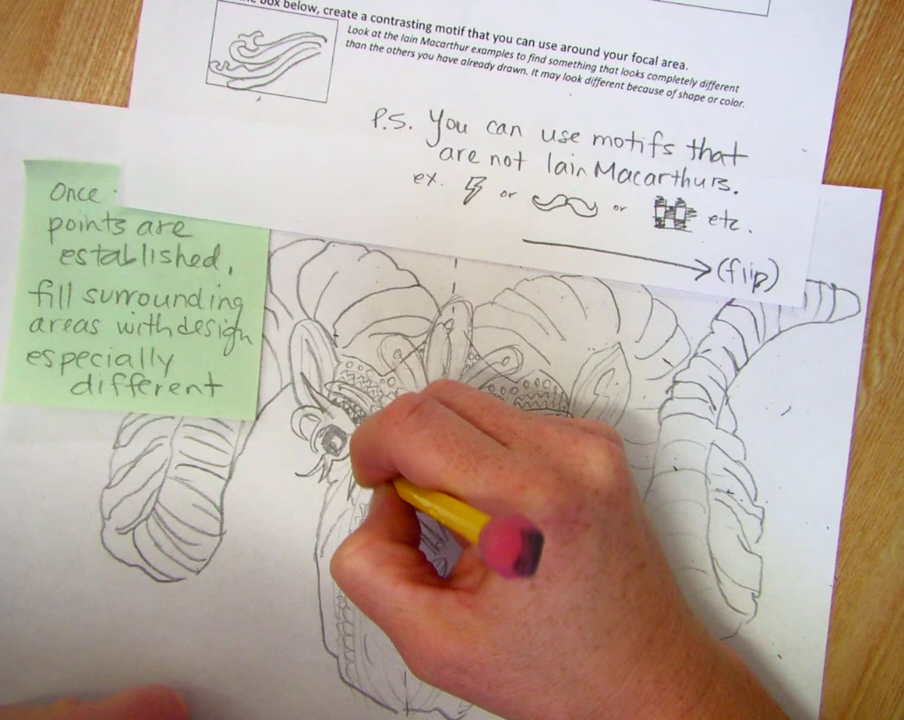 box below, create a contrasting motif that you can use around your focal area.
Look at the Iain Macarthur examples to find something that looks completely different
than the others you have already drawn. It may look different because of shape or color.
P.S. You can use motifs that
are not Iain Macarthurs.
ex. or or etc.
(flip)
Once
points are
established,
fill surrounding
areas with design
especially
different